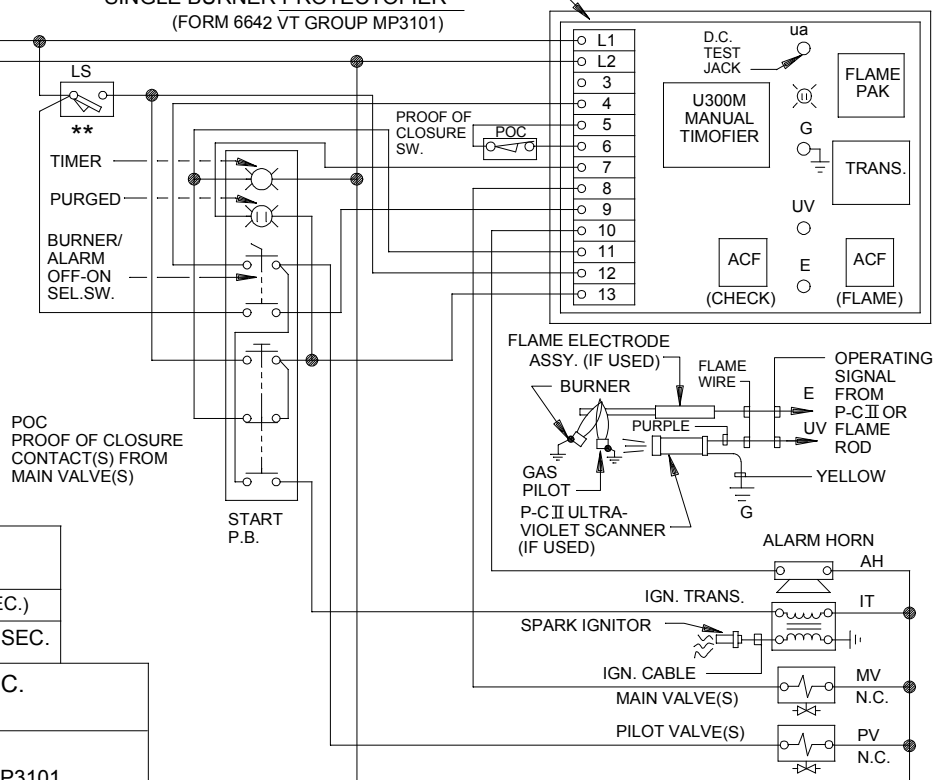 SINGLE BURNER PROTECTOFIER
(FORM 6642 VT GROUP MP3101)
LS
**
TIMER
PURGED
BURNER/
ALARM
OFF-ON
SEL.SW.
POC
PROOF OF CLOSURE
CONTACT(S) FROM
MAIN VALVE(S)
START
P.B.
PROOF OF
CLOSURE
SW.
POC
L1
L2
3
4
5
6
7
8
9
10
11
12
13
D.C.
TEST
JACK
ua
U300M
MANUAL
TIMOFIER
G
UV
E
FLAME
PAK
TRANS.
ACF
(CHECK)
ACF
(FLAME)
FLAME ELECTRODE
ASSY. (IF USED)
BURNER
FLAME
WIRE
PURPLE
OPERATING
SIGNAL
FROM
P-C II OR
FLAME
ROD
E
UV
GAS
PILOT
P-C II ULTRA-
VIOLET SCANNER
(IF USED)
YELLOW
G
ALARM HORN
AH
IGN. TRANS.
IT
SPARK IGNITOR
IGN. CABLE
MAIN VALVE(S)
MV
N.C.
PILOT VALVE(S)
PV
N.C.
EC.)
SEC.
C.
P3101